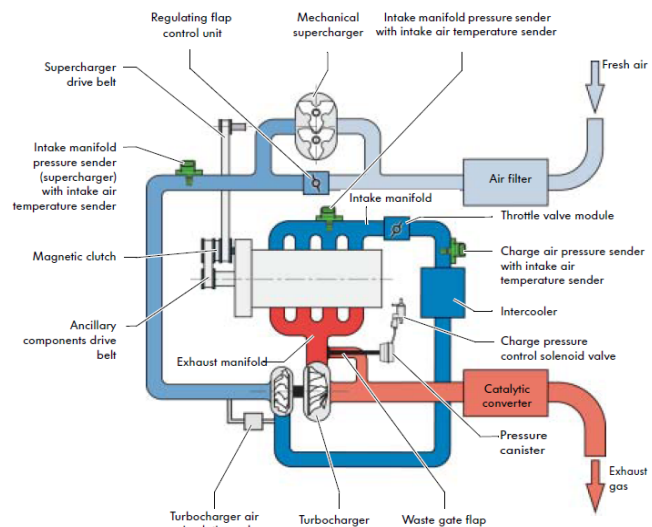 Regulating flap
control unit
Mechanical
supercharger
Intake manifold pressure sender
with intake air temperature sender
Supercharger
drive belt
Fresh air
Intake manifold
pressure sender
(supercharger)
with intake air
temperature sender
Air filter
Intake manifold
Throttle valve module
Magnetic clutch
Charge air pressure sender
with intake air
temperature sender
Intercooler
Ancillary
components drive
belt
Exhaust manifold
Charge pressure
control solenoid valve
Catalytic
converter
Pressure
canister
Exhaust
gas
Turbocharger air
Turbocharger
Waste gate flap